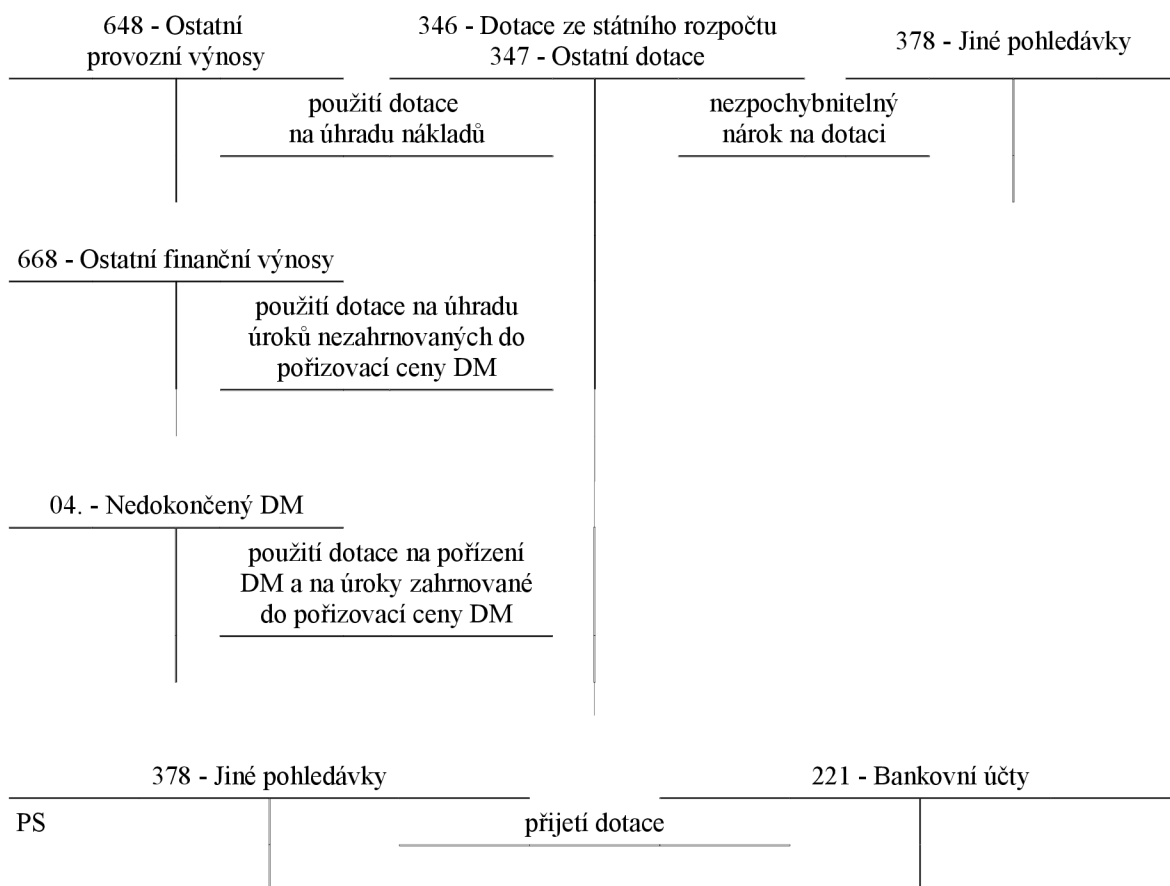 648 - Ostatní
provozní výnosy
346 - Dotace ze státního rozpočtu
347 - Ostatní dotace
378 - Jiné pohledávky
použití dotace
na úhradu nákladů
nezpochybnitelný
nárok na dotaci
668 - Ostatní finanční výnosy
použití dotace na úhradu
úroků nezahrnovaných do
pořizovací ceny DM
04. - Nedokončený DM
použití dotace na pořízení
DM a na úroky zahrnované
do pořizovací ceny DM
378 - Jiné pohledávky
221 - Bankovní účty
PS
přijetí dotace